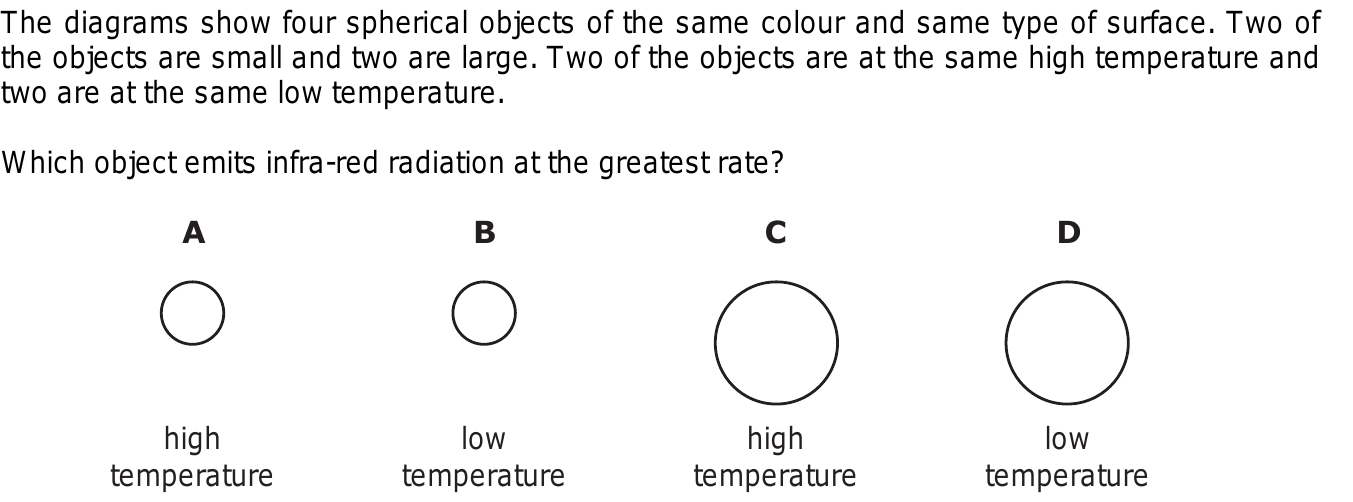 The diagrams show four spherical objects of the same colour and same type of surface. Two of
the objects are small and two are large. Two of the objects are at the same high temperature and
two are at the same low temperature.
Which object emits infra-red radiation at the greatest rate?
A B C D
high low high low
temperature temperature temperature temperature